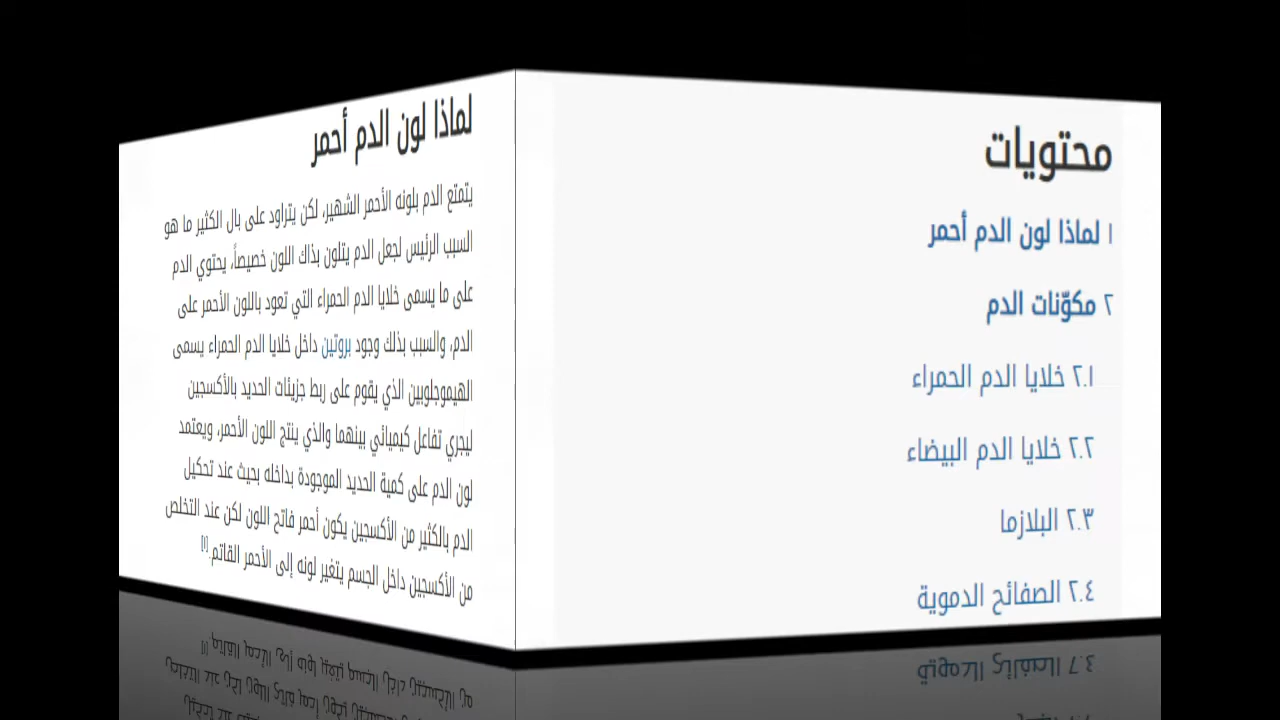 محتويات
١ لماذا لون الدم أحمر
٢ مكوّنات الدم
٢.١ خلايا الدم الحمراء
٢.٢ خلايا الدم البيضاء
٢.٣ البلازما
٢.٤ الصفائح الدموية
لماذا لون الدم أحمر
يتمتع الدم بلونه الأحمر الشهير، لكن يتراود على بال الكثير ما هو
السبب الرئيس لجعل الدم يتلون بذاك اللون خصيصاً، يحتوي الدم
على ما يسمى خلايا الدم الحمراء التي تعود باللون الأحمر على
الدم، والسبب بذلك وجود بروتين داخل خلايا الدم الحمراء يسمى
الهيموجلوبين الذي يقوم على ربط جزيئات الحديد بالأكسجين
ليجري تفاعل كيميائي بينهما والذي ينتج اللون الأحمر، ويعتمد
لون الدم على كمية الحديد الموجودة بداخله بحيث عند تحكيل
الدم بالكثير من الأكسجين يكون أحمر فاتح اللون لكن عند التخلص
من الأكسجين داخل الجسم يتغير لونه إلى الأحمر القاتم.[١]